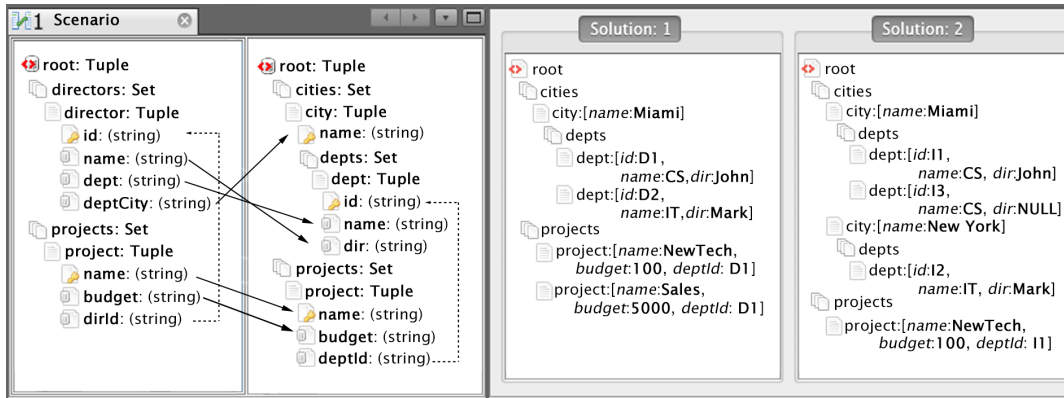 1 Scenario
root: Tuple
directors: Set
director: Tuple
id: (string)
name: (string)
dept: (string)
deptCity: (string)
projects: Set
project: Tuple
name: (string)
budget: (string)
dirId: (string)
root: Tuple
cities: Set
city: Tuple
name: (string)
depts: Set
dept: Tuple
id: (string)
name: (string)
dir: (string)
projects: Set
project: Tuple
name: (string)
budget: (string)
deptId: (string)
Solution: 1
root
cities
city:[name:Miami]
depts
dept:[id:D1,
name:CS,dir:John]
dept:[id:D2,
name:IT,dir:Mark]
projects
project:[name:NewTech,
budget:100, deptId: D1]
project:[name:Sales,
budget:5000, deptId: D1]
Solution: 2
root
cities
city:[name:Miami]
depts
dept:[id:I1,
name:CS, dir:John]
dept:[id:I3,
name:CS, dir:NULL]
city:[name:New York]
depts
dept:[id:I2,
name:IT, dir:Mark]
projects
project:[name:NewTech,
budget:100, deptId: I1]